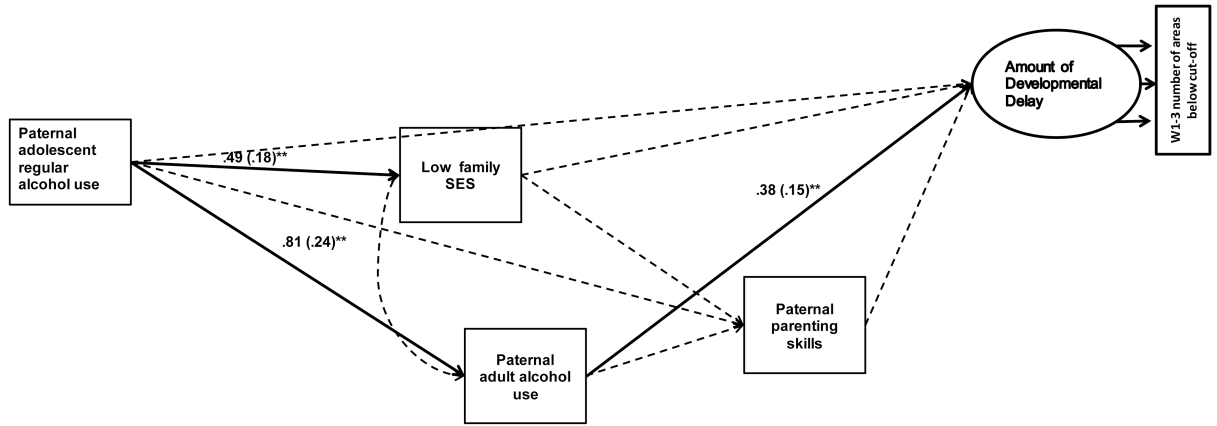 Paternal
adolescent
regular
alcohol use
.49 (.18)**
Low family
SES
.81 (.24)**
Paternal
adult alcohol
use
.38 (.15)**
Paternal
parenting
skills
Amount of
Developmental
Delay
W1-3 number of areas
below cut-off